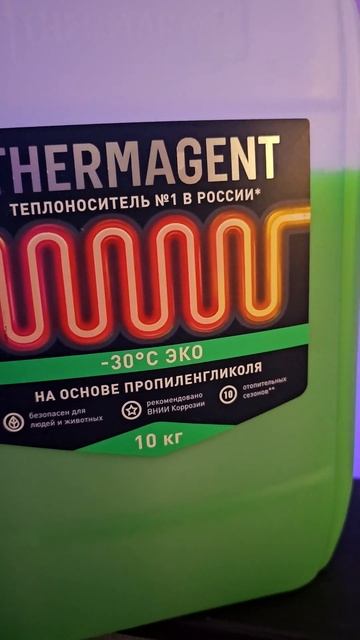 THERMAGENT
ТЕПЛОНОСИТЕЛЬ №1 В РОССИИ*
-30°C ЭКО
НА ОСНОВЕ ПРОПИЛЕНГЛИКОЛЯ
безопасен для
людей и животных
рекомендовано
ВНИИ Коррозии
10
отопительных
сезонов**
10 кг